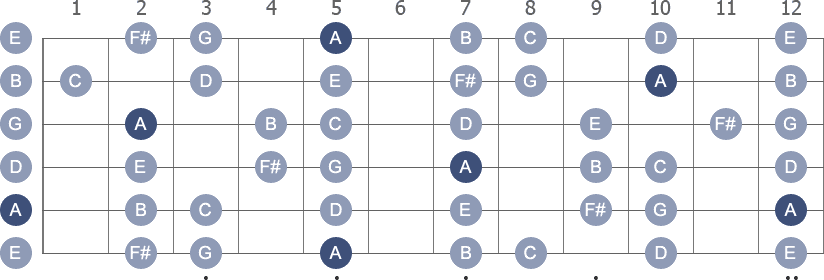 1 2 3 4 5 6 7 8 9 10 11 12
E F# G A B C D E
B C D E F# G A B
G A B C D E F# G
D E F# G A B C D
A B C D E F# G A
E F# G A B C D E